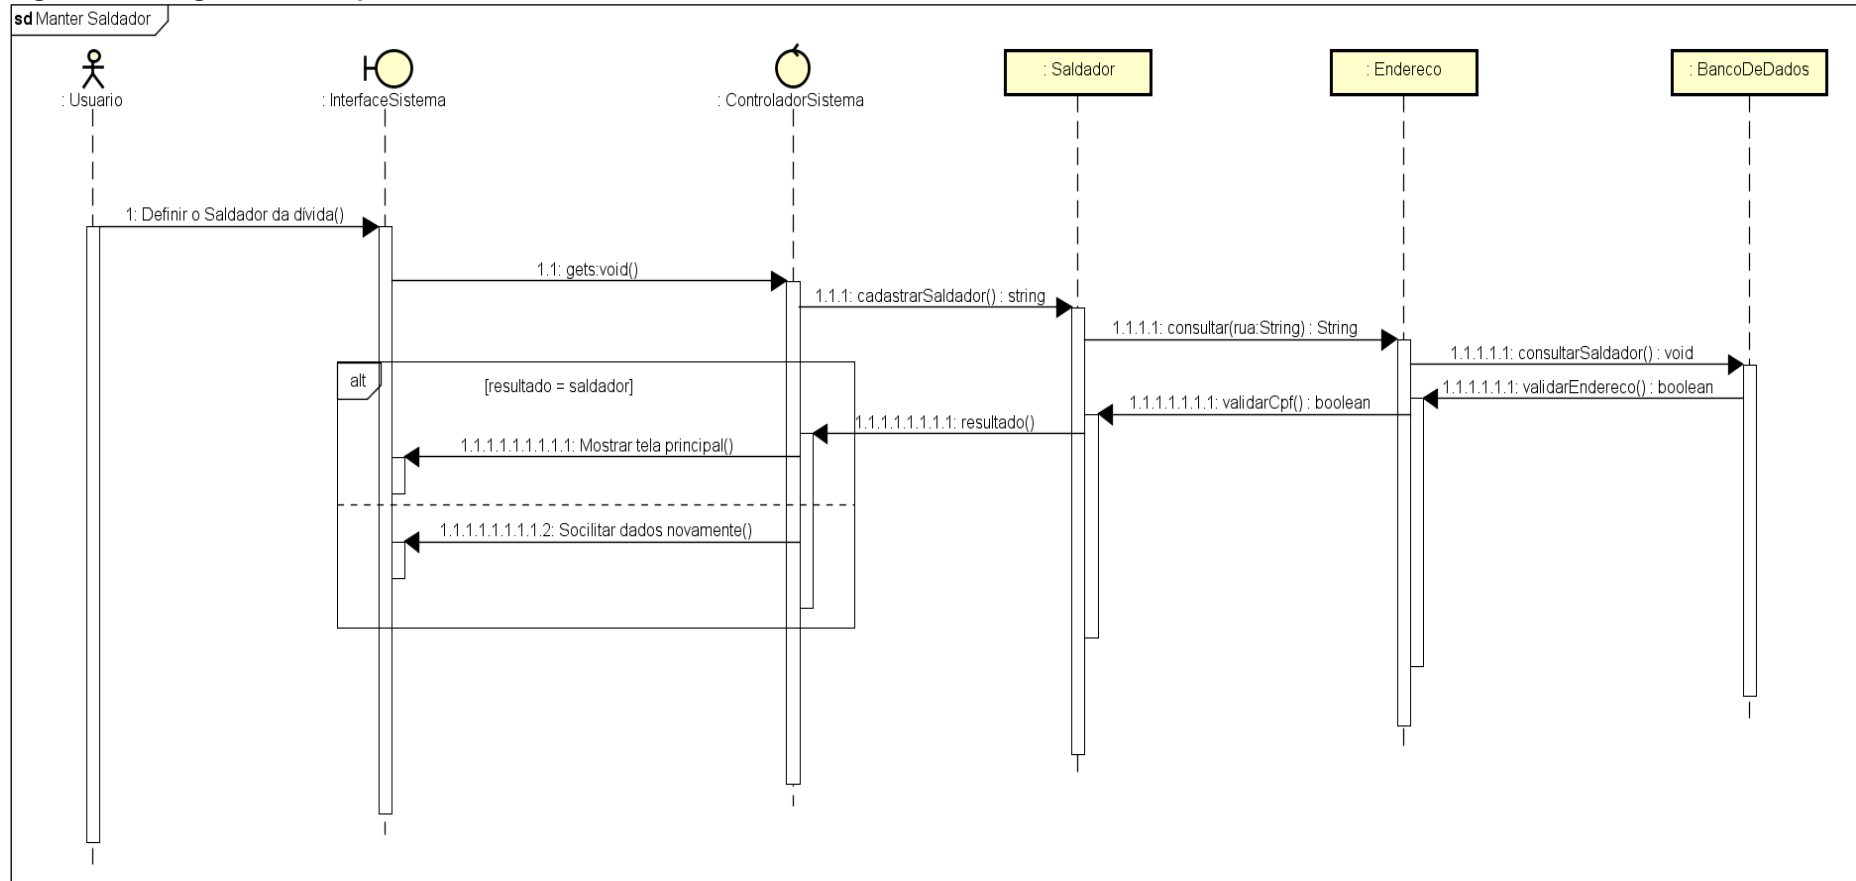 sd Manter Saldador
: Usuario
: InterfaceSistema
: ControladorSistema
: Saldador
: Endereco
: BancoDeDados
1: Definir o Saldador da dívida()
1.1: gets:void()
1.1.1: cadastrarSaldador() : string
1.1.1.1: consultar(rua:String) : String
1.1.1.1.1: consultarSaldador() : void
1.1.1.1.1.1: validarEndereco() : boolean
1.1.1.1.1.1.1: validarCpf() : boolean
alt
[resultado = saldador]
1.1.1.1.1.1.1.1: resultado()
1.1.1.1.1.1.1.1.1: Mostrar tela principal()
1.1.1.1.1.1.1.1.2: Socilitar dados novamente()